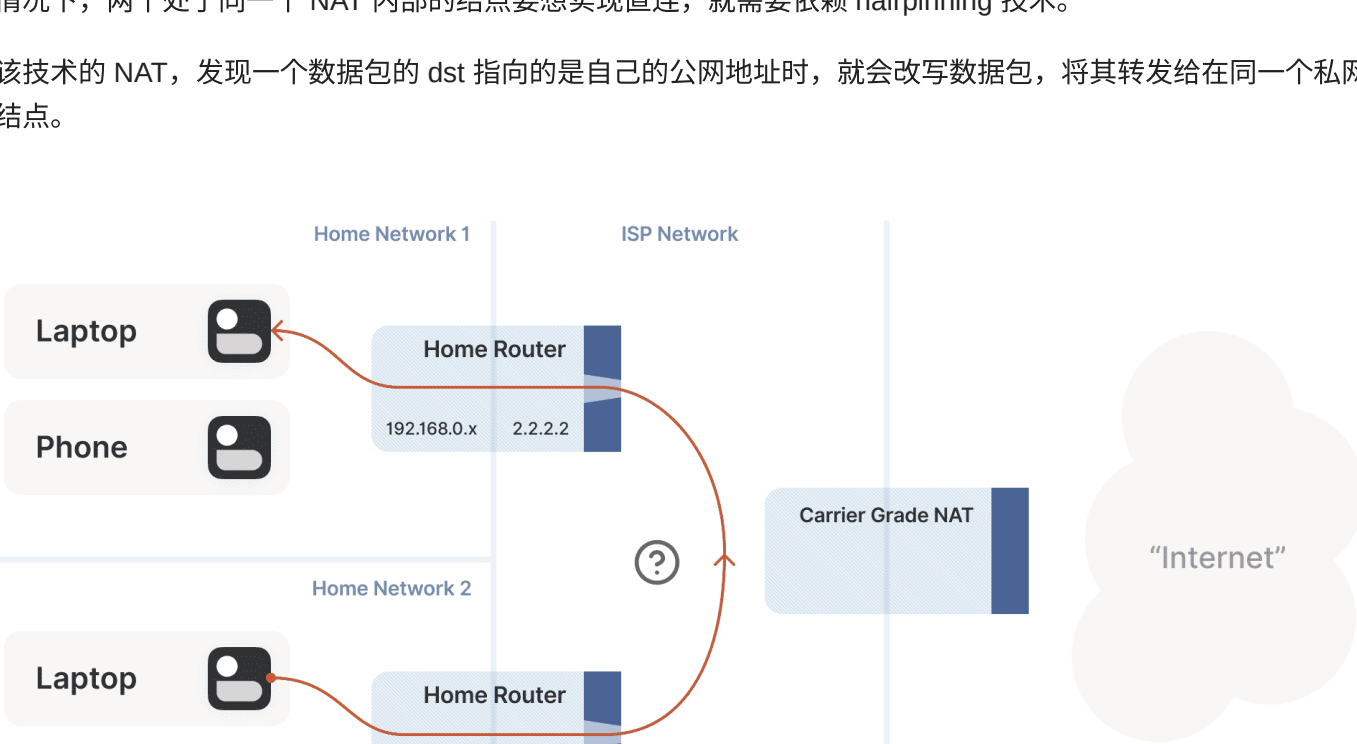 情况下，两个处于同一个 NAT 内部的结点要想实现直连，就需要依赖 hairpinning 技术。
该技术的 NAT，发现一个数据包的 dst 指向的是自己的公网地址时，就会改写数据包，将其转发给在同一个私网
结点。
Home Network 1
ISP Network
Laptop
Home Router
192.168.0.x
2.2.2.2
Phone
Carrier Grade NAT
“Internet”
Home Network 2
Laptop
Home Router